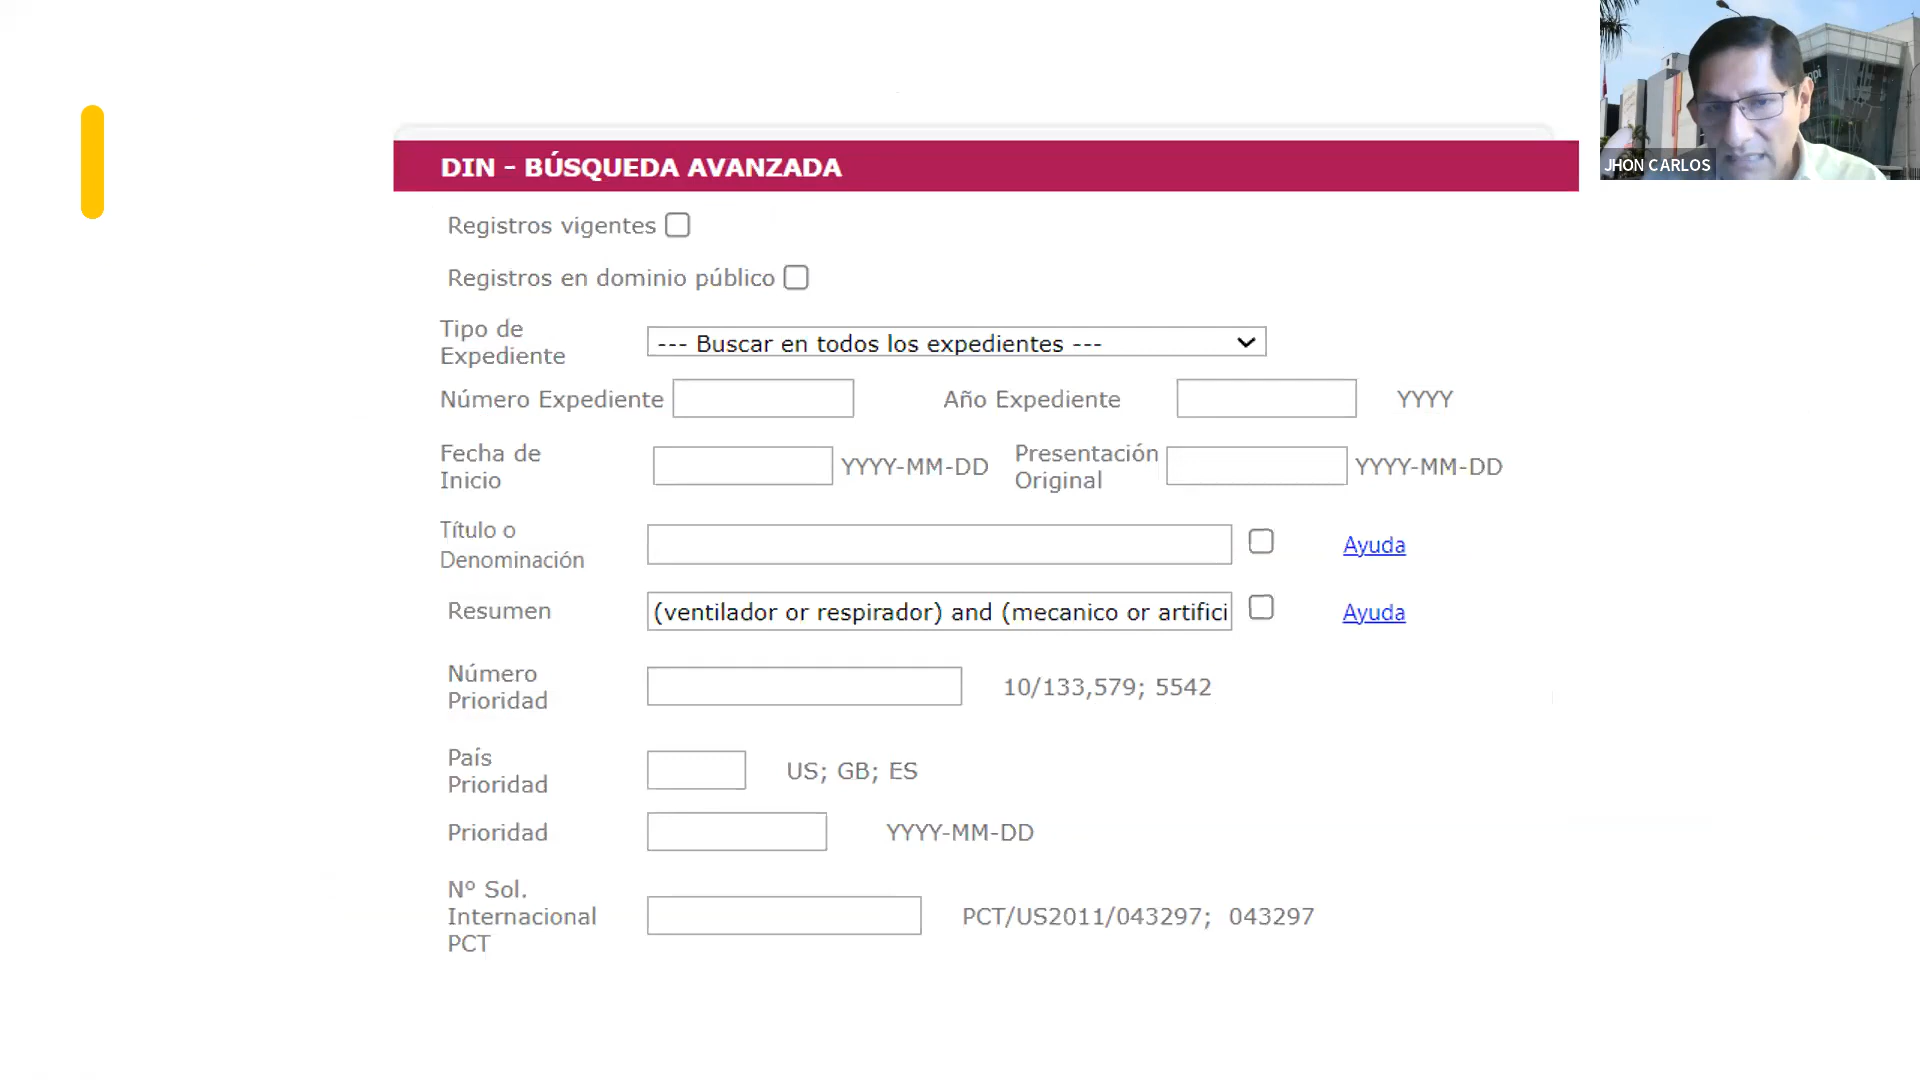 DIN - BÚSQUEDA AVANZADA
JHON CARLOS
Registros vigentes
Registros en dominio público
Tipo de
Expediente
--- Buscar en todos los expedientes ---
Número Expediente
Año Expediente
YYYY
Fecha de
Inicio
YYYY-MM-DD
Presentación
Original
YYYY-MM-DD
Título o
Denominación
Ayuda
Resumen
(ventilador or respirador) and (mecanico or artifici
Ayuda
Número
Prioridad
10/133,579; 5542
País
Prioridad
US; GB; ES
Prioridad
YYYY-MM-DD
Nº Sol.
Internacional
PCT
PCT/US2011/043297; 043297